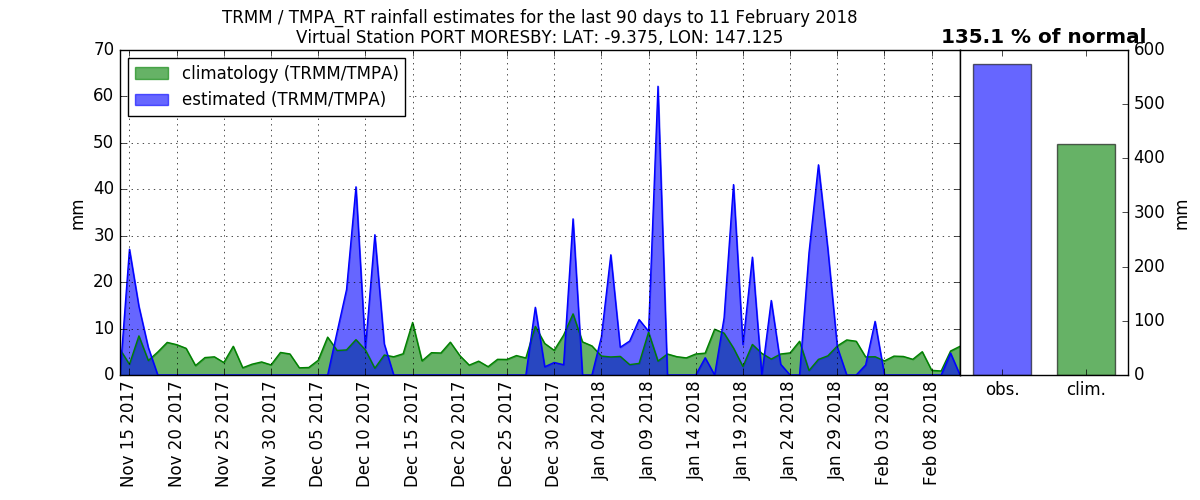 TRMM / TMPA_RT rainfall estimates for the last 90 days to 11 February 2018
Virtual Station PORT MORESBY: LAT: -9.375, LON: 147.125
135.1 % of normal
climatology (TRMM/TMPA)
estimated (TRMM/TMPA)
70
60
50
40
30
20
10
0
mm
Nov 15 2017
Nov 20 2017
Nov 25 2017
Nov 30 2017
Dec 05 2017
Dec 10 2017
Dec 15 2017
Dec 20 2017
Dec 25 2017
Dec 30 2017
Jan 04 2018
Jan 09 2018
Jan 14 2018
Jan 19 2018
Jan 24 2018
Jan 29 2018
Feb 03 2018
Feb 08 2018
obs.
clim.
600
500
400
300
200
100
0
mm